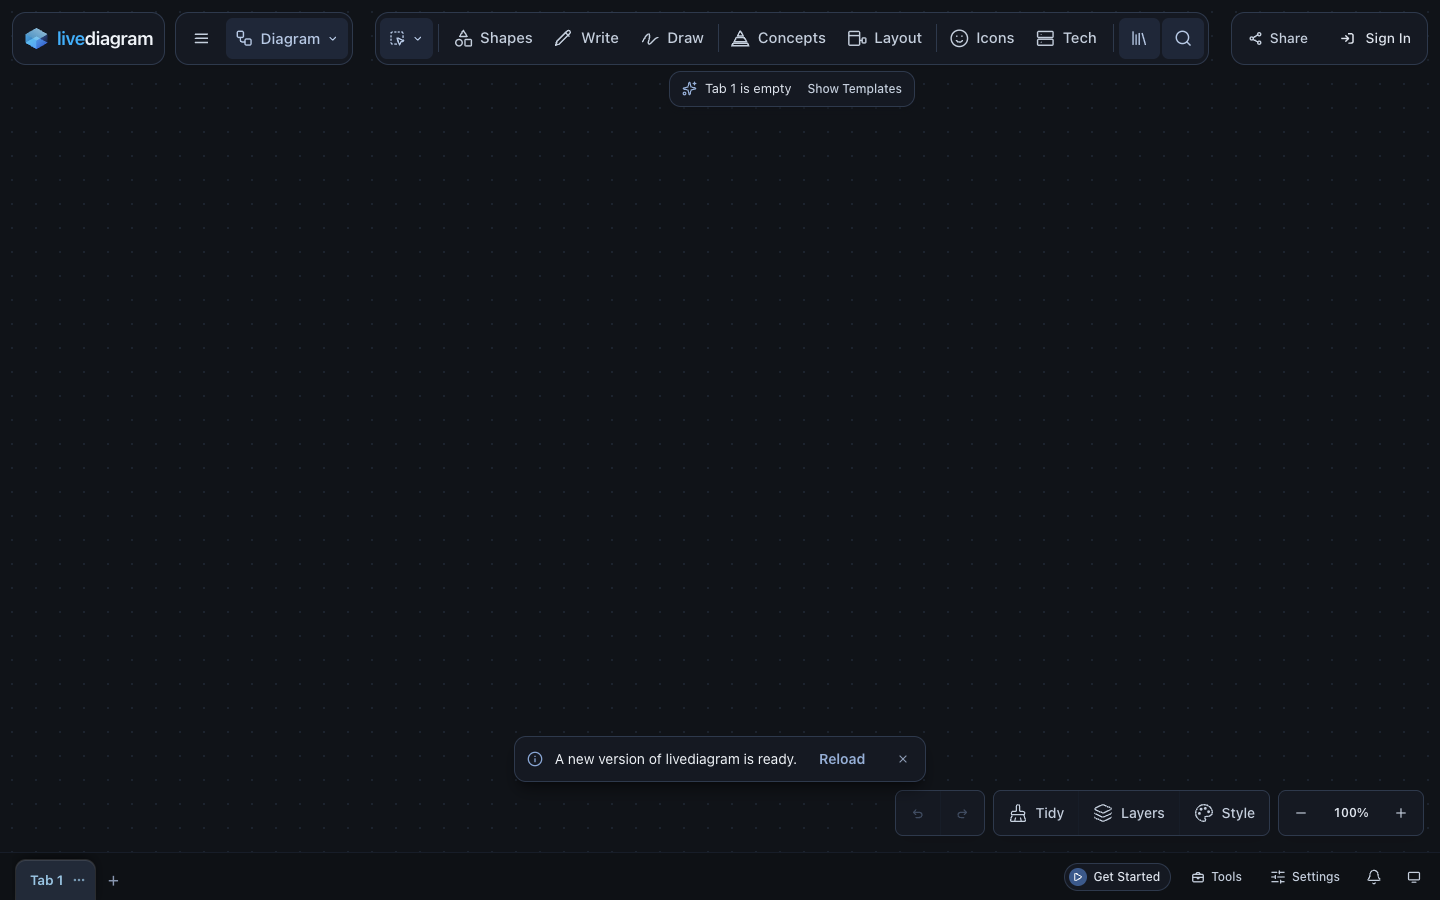 livediagram
Diagram
Shapes
Write
Draw
Concepts
Layout
Icons
Tech
Share
Sign In
Tab 1 is empty
Show Templates
A new version of livediagram is ready.
Reload
Tidy
Layers
Style
100%
Tab 1
Get Started
Tools
Settings